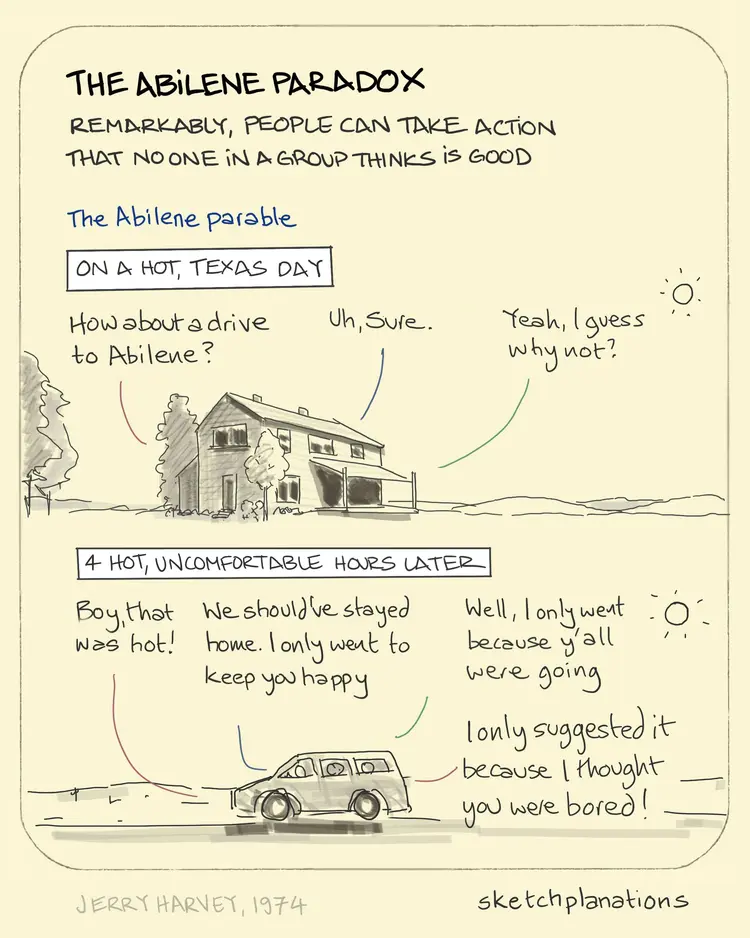 THE ABILENE PARADOX
REMARKABLY, PEOPLE CAN TAKE ACTION
THAT NO ONE IN A GROUP THINKS IS GOOD
The Abilene parable
ON A HOT, TEXAS DAY
How about a drive
to Abilene?
Uh, Sure.
Yeah, I guess
why not?
4 HOT, UNCOMFORTABLE HOURS LATER
Boy, that
was hot!
We should've stayed
home. I only went to
keep you happy
Well, I only went
because y'all
were going
I only suggested it
because I thought
you were bored!
JERRY HARVEY, 1974
sketchplanations